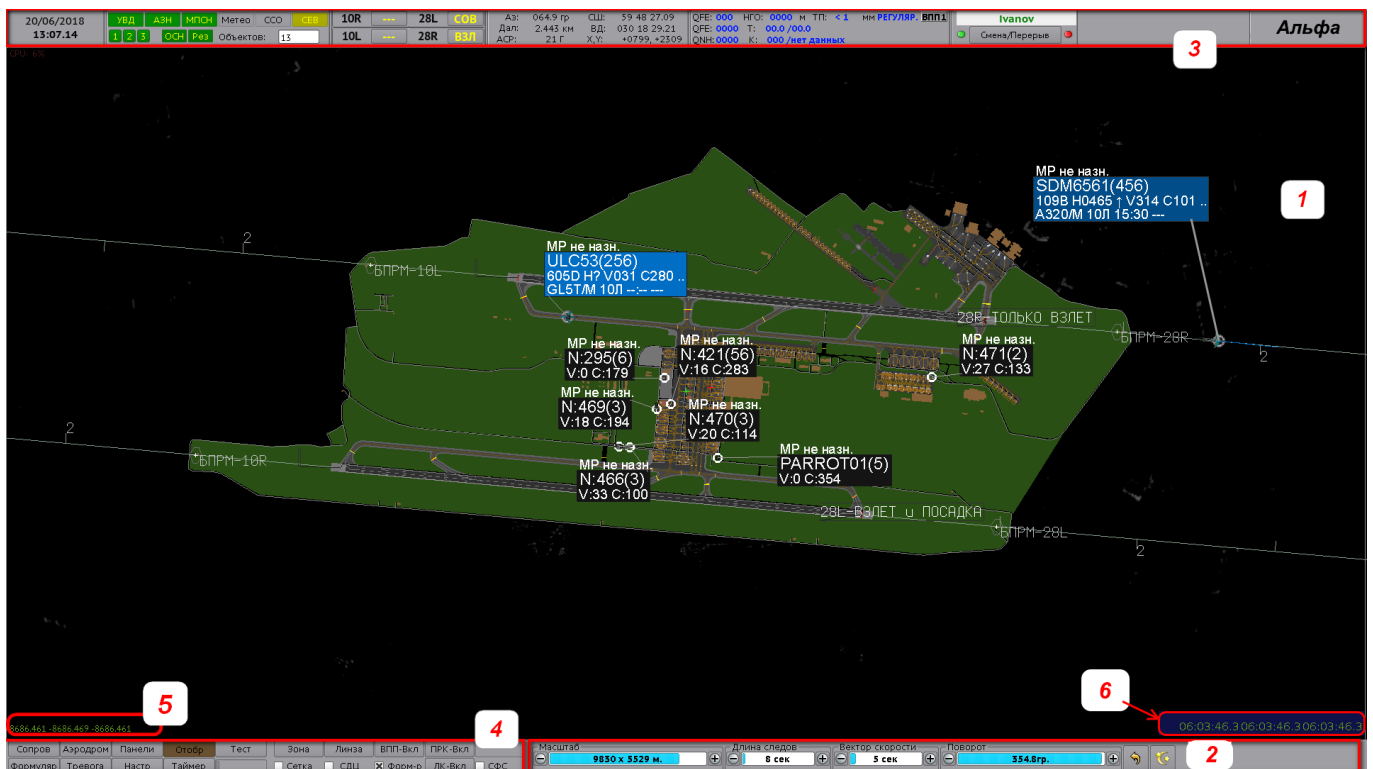 20/06/2018 УВД АЗН МПСН Метео ССО СЕВ 10R --- 28L СОВ Аз: 064.9 гр СШ: 59 48 27.09 QFE: 000 НГО: 0000 м ТП: < 1 мм РЕГУЛЯР. ВПП1 Ivanov
13:07.14 1 2 3 ОСН Рез Объектов: 13 10L --- 28R ВЗЛ Дал: 2.443 км ВД: 030 18 29.21 QFE: 0000 Т: 00.0 /00.0 Смена/Перерыв Альфа
АСР: 21 Г X,Y: +0799, +2309 QNH: 0000 К: 000 /нет данных
3
CPU: 6%
МР не назн.
SDM6561(456)
109B H0465 ↑ V314 C101 ..
A320/M 10Л 15:30 ---
1
2
МР не назн.
ULC53(256)
605D H? V031 C280 ..
GL5T/M 10Л --:-- ---
БПРМ-10L
28R-ТОЛЬКО ВЗЛЕТ
БПРМ-28R
2
МР не назн.
N:295(6)
V:0 C:179
МР не назн.
N:421(56)
V:16 C:283
МР не назн.
N:471(2)
V:27 C:133
МР не назн.
N:469(3)
V:18 C:194
МР не назн.
N:470(3)
V:20 C:114
2
БПРМ-10R
МР не назн.
N:466(3)
V:33 C:100
МР не назн.
PARROT01(5)
V:0 C:354
28L-ВЗЛЕТ и ПОСАДКА
БПРМ-28L
2
5
6
8686.461 -8686.469 -8686.461
06:03:46.3 06:03:46.3 06:03:46.3
4
2
Сопров Аэродром Панели Отобр Тест Зона Линза ВПП-Вкл ПРК-Вкл
Масштаб Длина следов Вектор скорости Поворот
9830 x 5529 м. 8 сек 5 сек 354.8гр.
Формуляр Тревога Настр Таймер Сетка СДЦ Форм-р ЛК-Вкл СФС